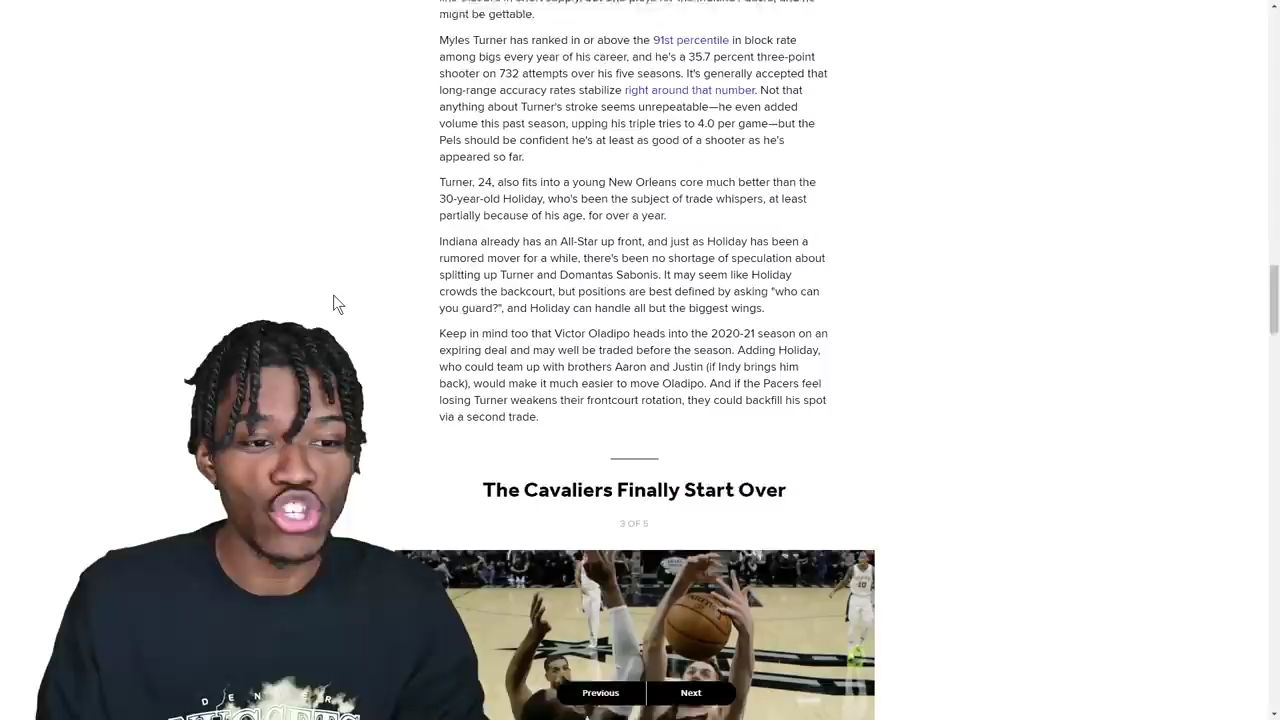 might be gettable.
Myles Turner has ranked in or above the 91st percentile in block rate
among bigs every year of his career, and he's a 35.7 percent three-point
shooter on 732 attempts over his five seasons. It's generally accepted that
long-range accuracy rates stabilize right around that number. Not that
anything about Turner's stroke seems unrepeatable—he even added
volume this past season, upping his triple tries to 4.0 per game—but the
Pels should be confident he's at least as good of a shooter as he's
appeared so far.
Turner, 24, also fits into a young New Orleans core much better than the
30-year-old Holiday, who's been the subject of trade whispers, at least
partially because of his age, for over a year.
Indiana already has an All-Star up front, and just as Holiday has been a
rumored mover for a while, there's been no shortage of speculation about
splitting up Turner and Domantas Sabonis. It may seem like Holiday
crowds the backcourt, but positions are best defined by asking "who can
you guard?", and Holiday can handle all but the biggest wings.
Keep in mind too that Victor Oladipo heads into the 2020-21 season on an
expiring deal and may well be traded before the season. Adding Holiday,
who could team up with brothers Aaron and Justin (if Indy brings him
back), would make it much easier to move Oladipo. And if the Pacers feel
losing Turner weakens their frontcourt rotation, they could backfill his spot
via a second trade.
The Cavaliers Finally Start Over
3 OF 5
Previous
Next
DENVER
NUGGETS